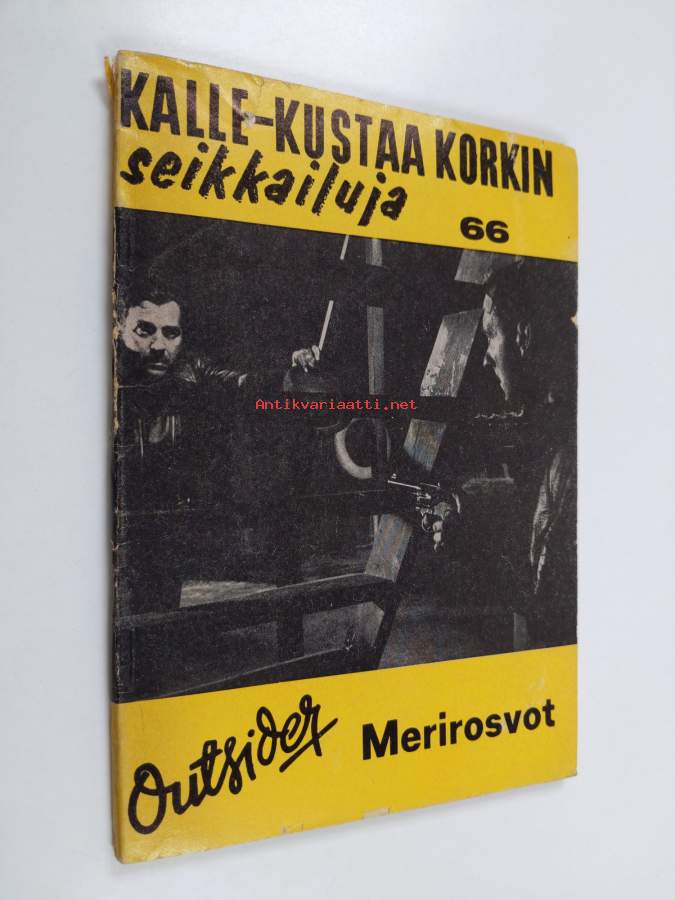 KALLE-KUSTAA KORKIN
seikkailuja
66
Antikvariaatti.net
Outsider
Merirosvot